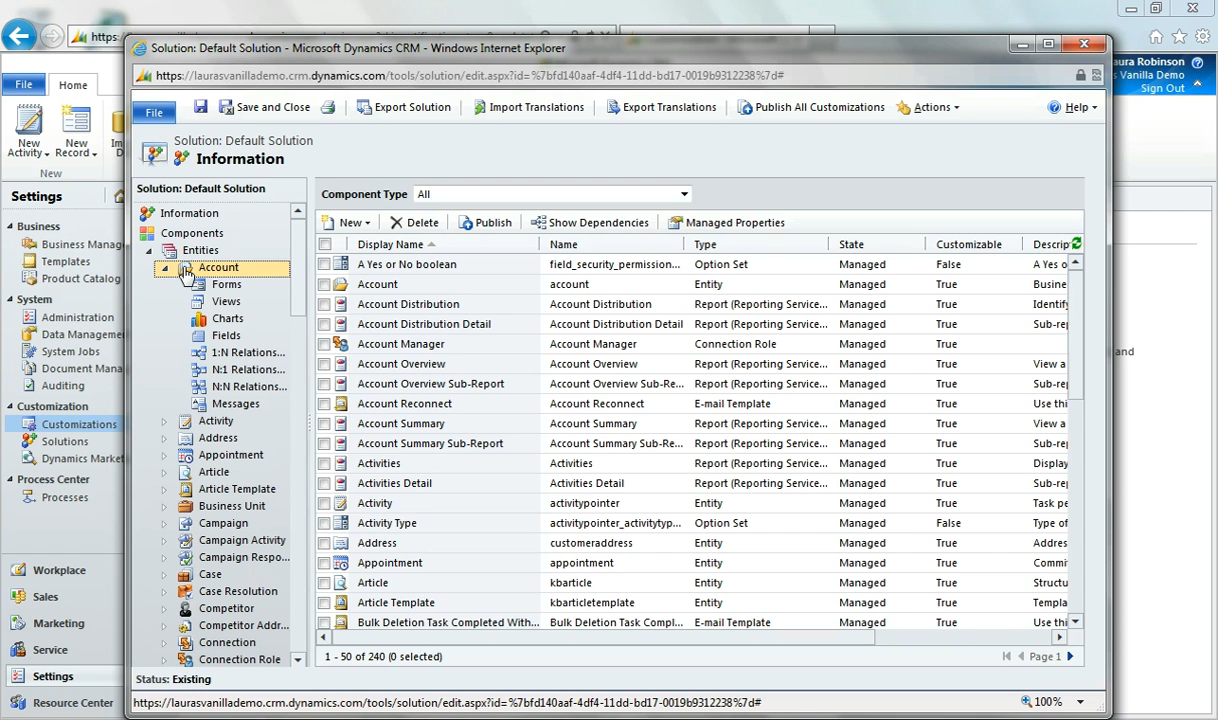 https:
Solution: Default Solution - Microsoft Dynamics CRM - Windows Internet Explorer
https://laurasvanillademo.crm.dynamics.com/tools/solution/edit.aspx?id=%7bfd140aaf-4df4-11dd-bd17-0019b9312238%7d#
aura Robinson
Vanilla Demo
Sign Out
File
Home
New
Activity
New
Record
New
File
Save and Close
Export Solution
Import Translations
Export Translations
Publish All Customizations
Actions
Help
Solution: Default Solution
Information
Settings
Business
Business Manag
Templates
Product Catalog
System
Administration
Data Managemen
System Jobs
Document Mana
Auditing
Customization
Customizations
Solutions
Dynamics Market
Process Center
Processes
Workplace
Sales
Marketing
Service
Settings
Resource Center
Solution: Default Solution
Information
Components
Entities
Account
Forms
Views
Charts
Fields
1:N Relations...
N:1 Relations...
N:N Relations...
Messages
Activity
Address
Appointment
Article
Article Template
Business Unit
Campaign
Campaign Activity
Campaign Respo...
Case
Case Resolution
Competitor
Competitor Addr...
Connection
Connection Role
Component Type All
New Delete Publish Show Dependencies Managed Properties
Display Name Name Type State Customizable Descrip
A Yes or No boolean field_security_permission... Option Set Managed False A Yes o
Account account Entity Managed True Busine
Account Distribution Account Distribution Report (Reporting Service... Managed True Identify
Account Distribution Detail Account Distribution Detail Report (Reporting Service... Managed True Sub-rep
Account Manager Account Manager Connection Role Managed True
Account Overview Account Overview Report (Reporting Service... Managed True View a
Account Overview Sub-Report Account Overview Sub-Re... Report (Reporting Service... Managed True Sub-re
Account Reconnect Account Reconnect E-mail Template Managed True Use thi
Account Summary Account Summary Report (Reporting Service... Managed True View a
Account Summary Sub-Report Account Summary Sub-Re... Report (Reporting Service... Managed True Sub-re
Activities Activities Report (Reporting Service... Managed True Display
Activities Detail Activities Detail Report (Reporting Service... Managed True Sub-re
Activity activitypointer Entity Managed True Task pe
Activity Type activitypointer_activitytyp... Option Set Managed False Type of
Address customeraddress Entity Managed True Addres
Appointment appointment Entity Managed True Commit
Article kbarticle Entity Managed True Structu
Article Template kbarticletemplate Entity Managed True Templa
Bulk Deletion Task Completed With... Bulk Deletion Task Compl... E-mail Template Managed True Use thi
1 - 50 of 240 (0 selected)
Page 1
and
Status: Existing
https://laurasvanillademo.crm.dynamics.com/tools/solution/edit.aspx?id=%7bfd140aaf-4df4-11dd-bd17-0019b9312238%7d#
100%